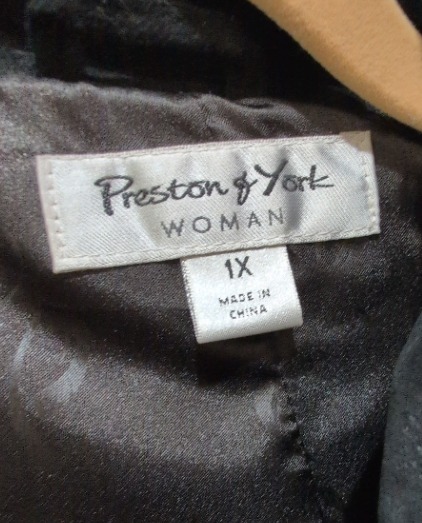 Preston & York
WOMAN
1X
MADE IN
CHINA